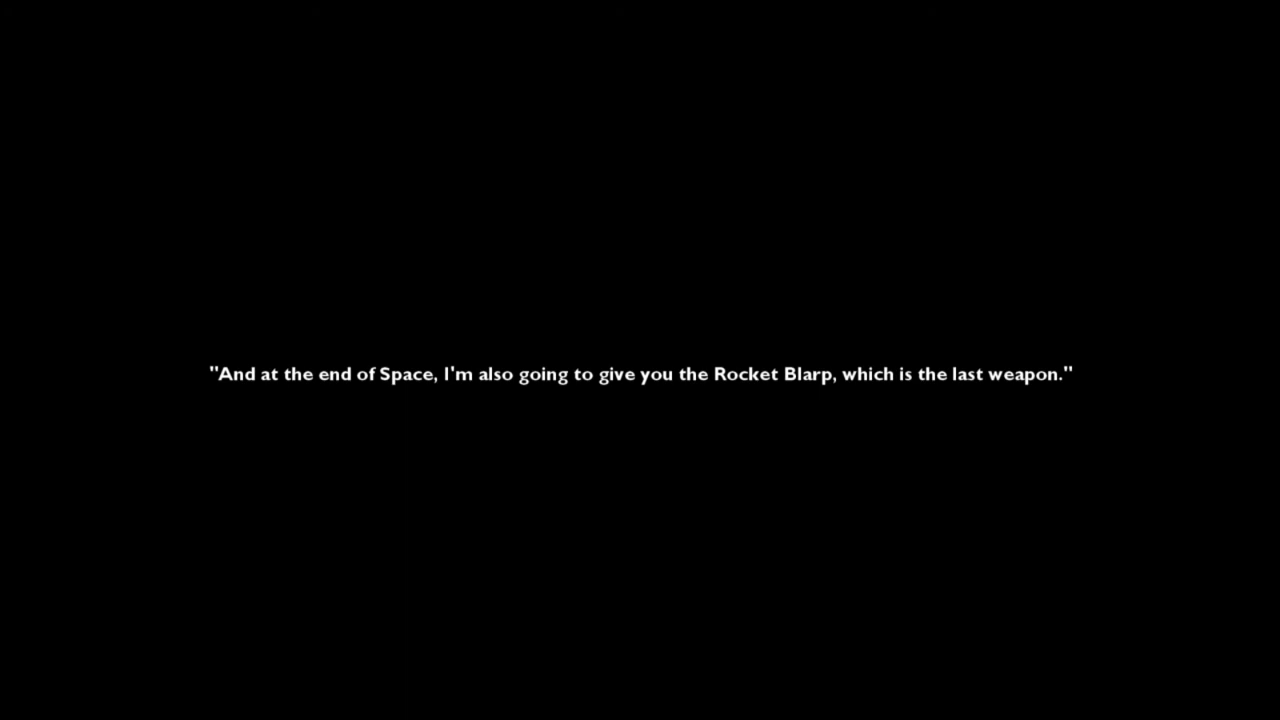 "And at the end of Space, I'm also going to give you the Rocket Blarp, which is the last weapon."